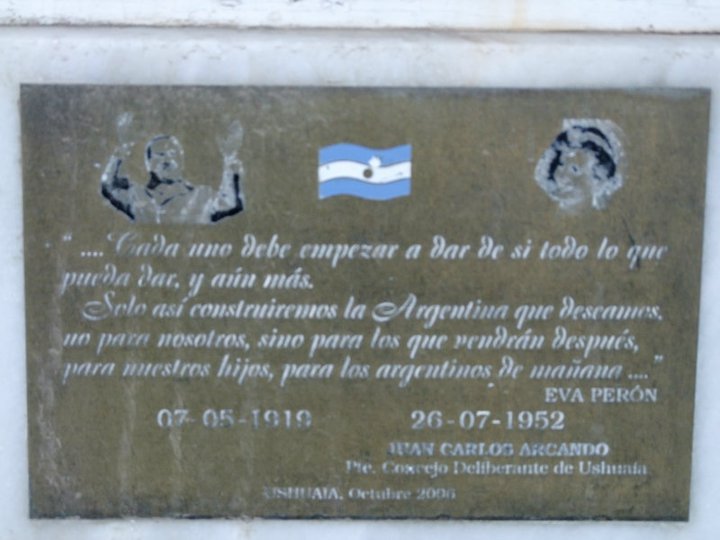 “ ....Cada uno debe empezar a dar de si todo lo que
pueda dar, y aún más.
Solo así construiremos la Argentina que deseamos,
no para nosotros, sino para los que vendrán después,
para nuestros hijos, para los argentinos de mañana ....”
EVA PERÓN
07-05-1919 26-07-1952
JUAN CARLOS ARCANDO
Pte. Concejo Deliberante de Ushuaia
USHUAIA, Octubre 2006